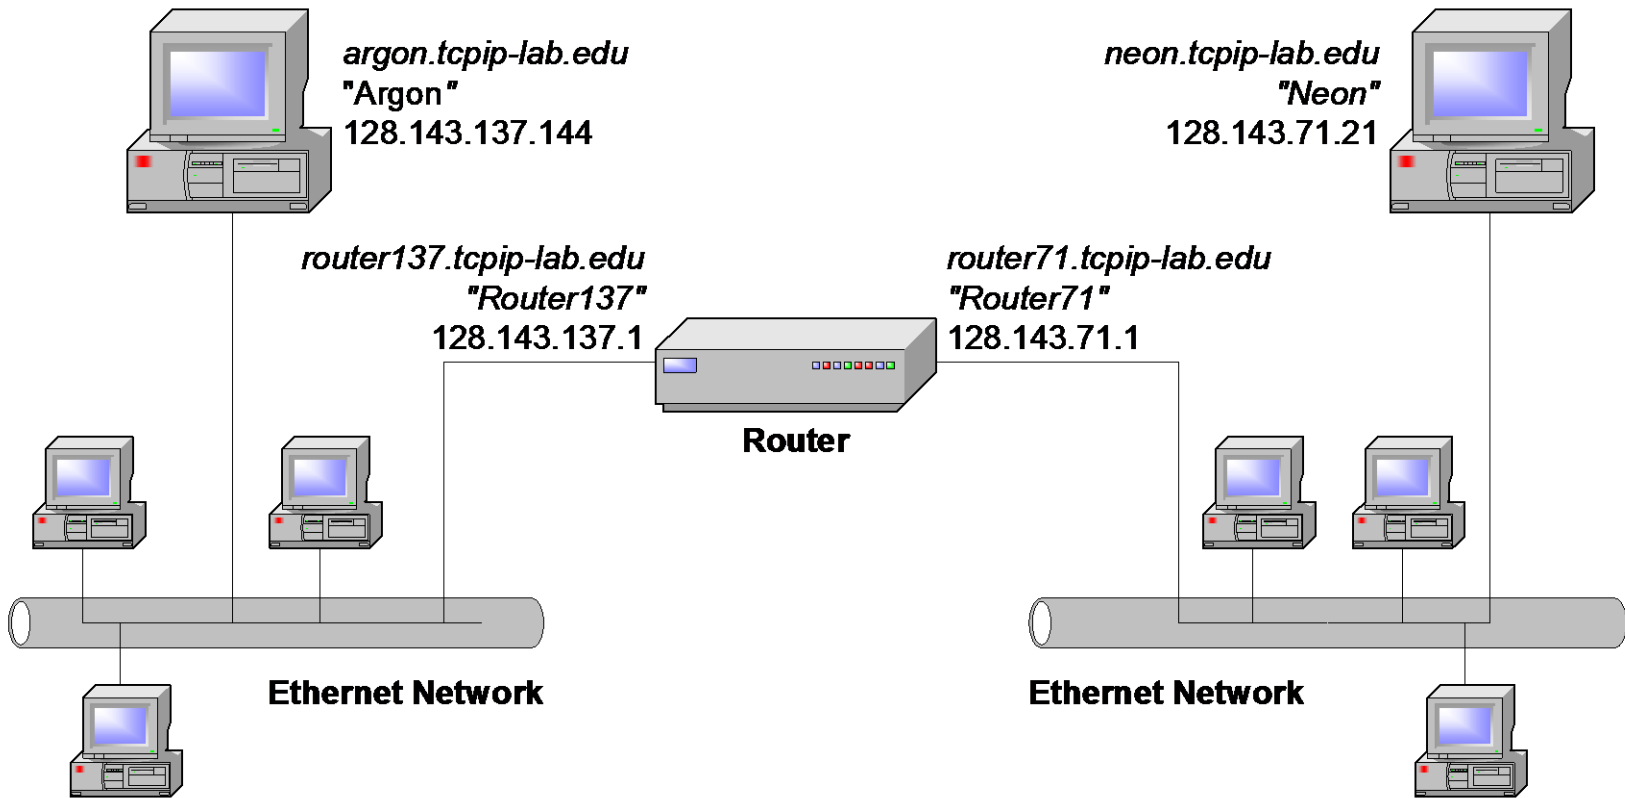 argon.tcpip-lab.edu
"Argon"
128.143.137.144
neon.tcpip-lab.edu
"Neon"
128.143.71.21
router137.tcpip-lab.edu
"Router137"
128.143.137.1
router71.tcpip-lab.edu
"Router71"
128.143.71.1
Router
Ethernet Network
Ethernet Network